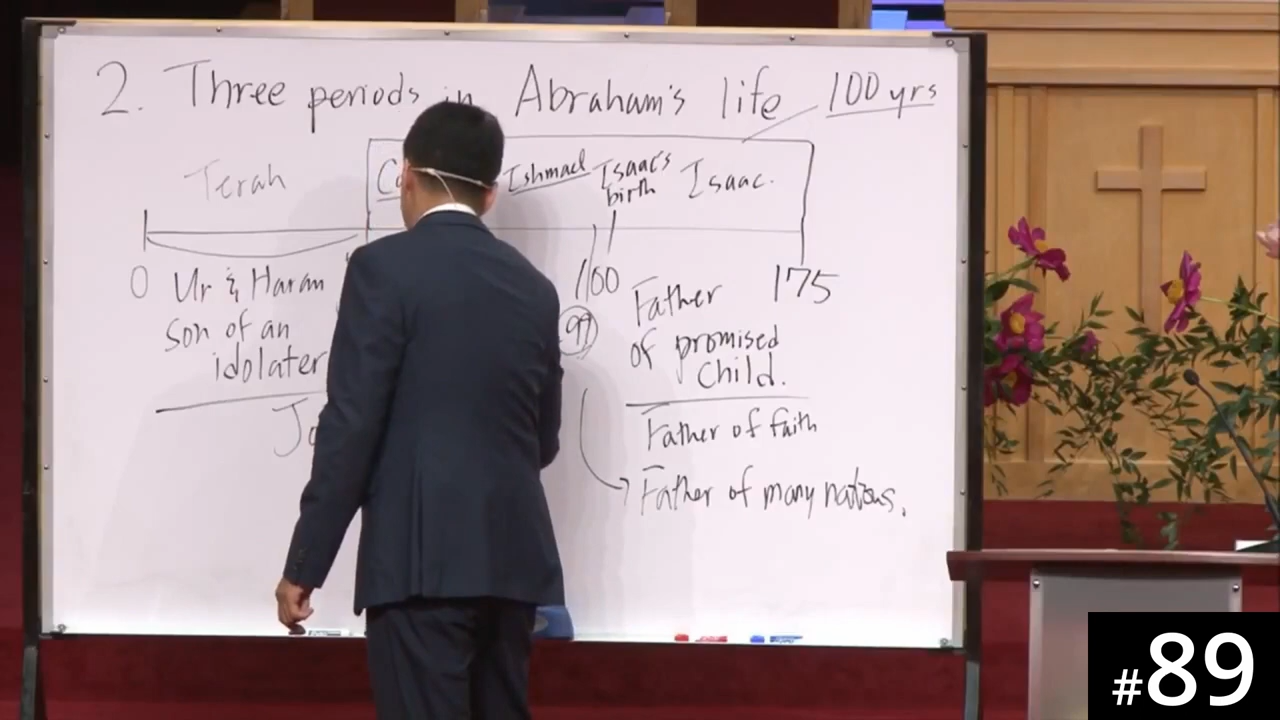 2. Three periods in Abraham's life 100 yrs
Terah Ishmael Isaac's birth Isaac.
0 100 175
Ur & Haran
son of an
idolater
99
Father
of promised
child.
Father of faith
Father of many nations.
#89